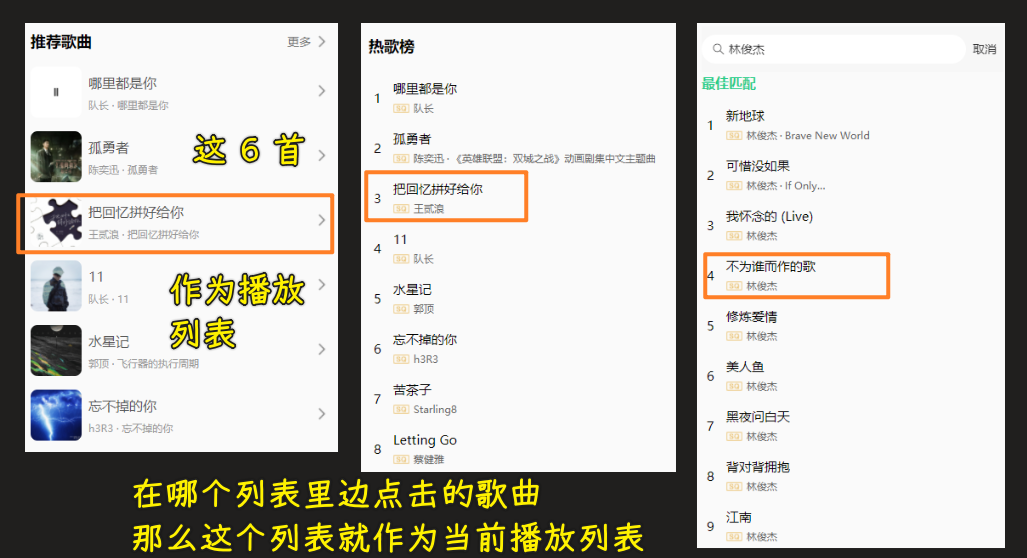 推荐歌曲
更多
哪里都是你
队长 · 哪里都是你
孤勇者
陈奕迅 · 孤勇者
这 6 首
把回忆拼好给你
王贰浪 · 把回忆拼好给你
11
队长 · 11
作为播放
列表
水星记
郭顶 · 飞行器的执行周期
忘不掉的你
h3R3 · 忘不掉的你
热歌榜
1
哪里都是你
SQ 队长
2
孤勇者
SQ 陈奕迅 · 《英雄联盟：双城之战》动画剧集中文主题曲
3
把回忆拼好给你
SQ 王贰浪
4
11
SQ 队长
5
水星记
SQ 郭顶
6
忘不掉的你
SQ h3R3
7
苦茶子
SQ Starling8
8
Letting Go
SQ 蔡健雅
林俊杰
取消
最佳匹配
1
新地球
SQ 林俊杰 · Brave New World
2
可惜没如果
SQ 林俊杰 · If Only...
3
我怀念的 (Live)
SQ 林俊杰
4
不为谁而作的歌
SQ 林俊杰
5
修炼爱情
SQ 林俊杰
6
美人鱼
SQ 林俊杰
7
黑夜问白天
SQ 林俊杰
8
背对背拥抱
SQ 林俊杰
9
江南
SQ 林俊杰
在哪个列表里边点击的歌曲
那么这个列表就作为当前播放列表